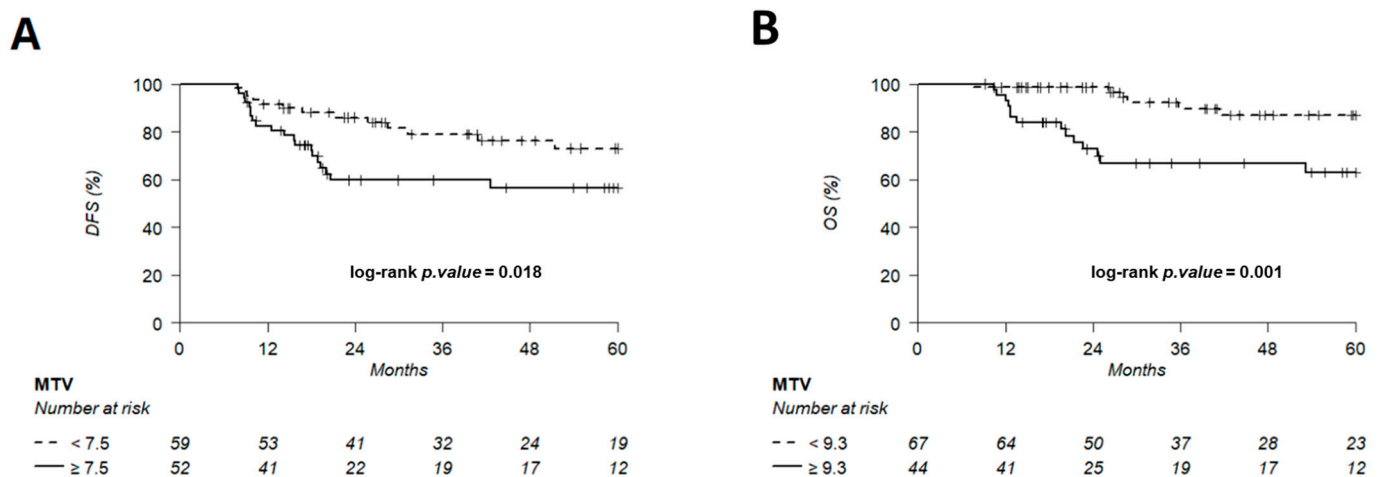 A
100
80
60
40
20
0
DFS (%)
log-rank p.value = 0.018
0 12 24 36 48 60
Months
MTV
Number at risk
< 7.5 59 53 41 32 24 19
≥ 7.5 52 41 22 19 17 12
B
100
80
60
40
20
0
OS (%)
log-rank p.value = 0.001
0 12 24 36 48 60
Months
MTV
Number at risk
< 9.3 67 64 50 37 28 23
≥ 9.3 44 41 25 19 17 12